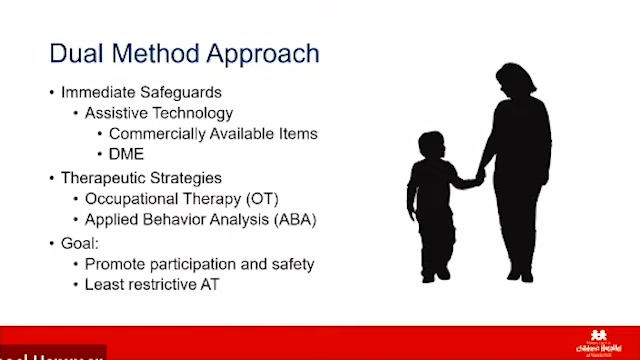 Dual Method Approach
• Immediate Safeguards
• Assistive Technology
• Commercially Available Items
• DME
• Therapeutic Strategies
• Occupational Therapy (OT)
• Applied Behavior Analysis (ABA)
• Goal:
• Promote participation and safety
• Least restrictive AT